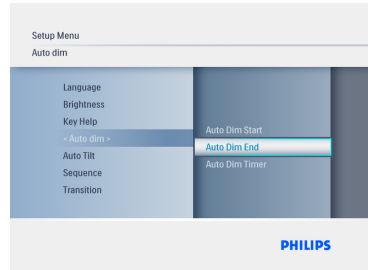 Setup Menu
Auto dim
Language
Brightness
Key Help
< Auto dim >
Auto Tilt
Sequence
Transition
Auto Dim Start
Auto Dim End
Auto Dim Timer
PHILIPS